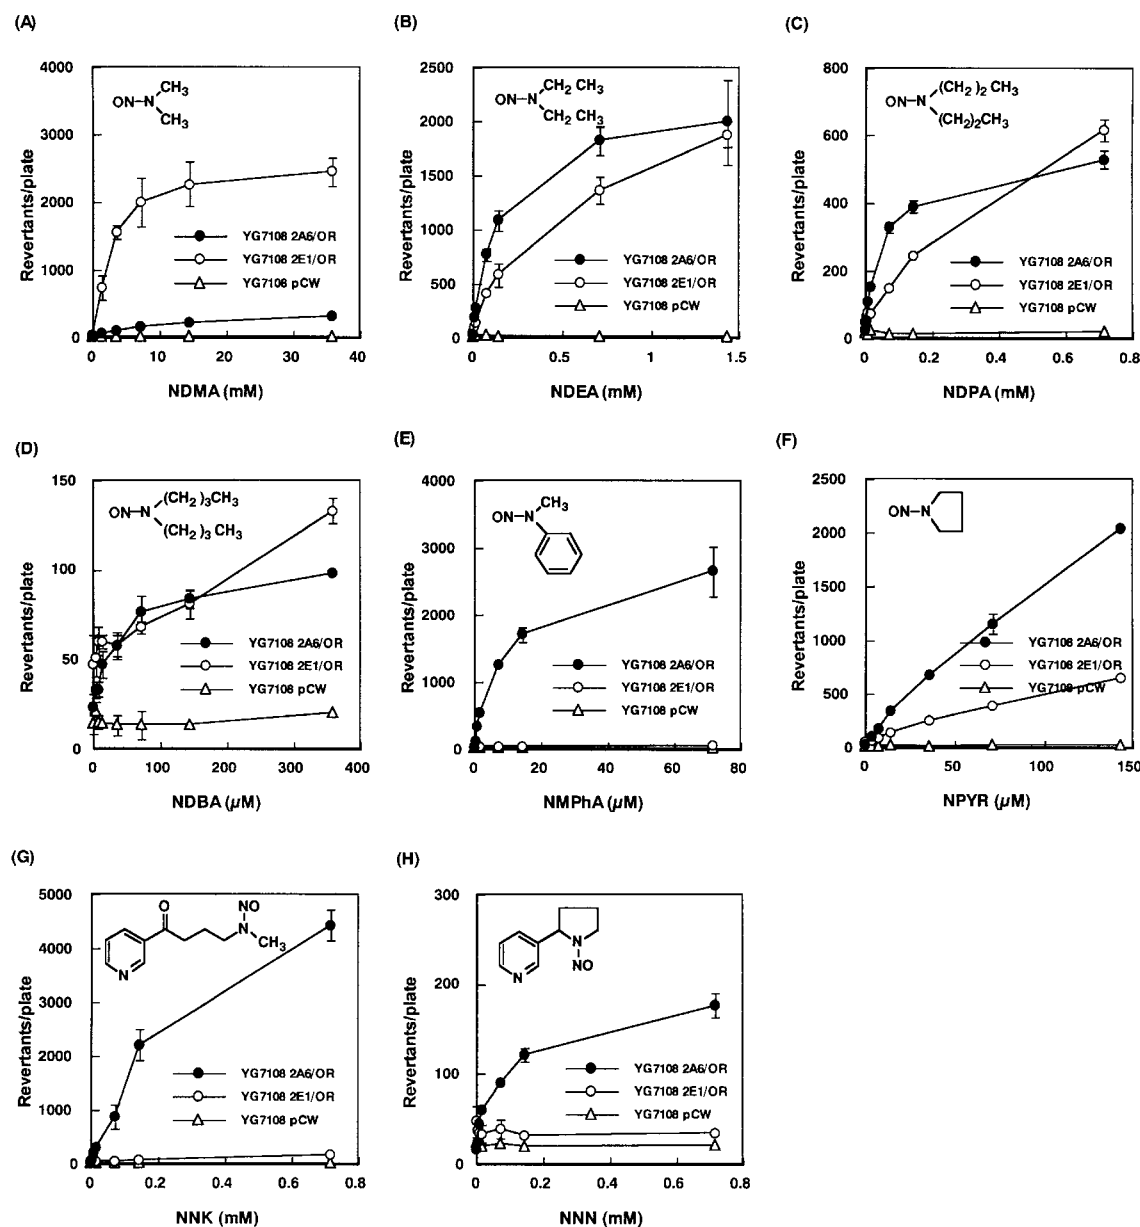 (A)
4000
3000
2000
1000
0
Revertants/plate
ON-N
CH3
CH3
YG7108 2A6/OR
YG7108 2E1/OR
YG7108 pCW
0 10 20 30 40
NDMA (mM)
(B)
2500
2000
1500
1000
500
0
Revertants/plate
CH2 CH3
ON-N
CH2 CH3
YG7108 2A6/OR
YG7108 2E1/OR
YG7108 pCW
0 0.5 1 1.5
NDEA (mM)
(C)
800
600
400
200
0
Revertants/plate
(CH2 )2 CH3
ON-N
(CH2)2CH3
YG7108 2A6/OR
YG7108 2E1/OR
YG7108 pCW
0 0.2 0.4 0.6 0.8
NDPA (mM)
(D)
150
100
50
0
Revertants/plate
(CH2 )3CH3
ON-N
(CH2 )3 CH3
YG7108 2A6/OR
YG7108 2E1/OR
YG7108 pCW
0 100 200 300 400
NDBA (µM)
(E)
4000
3000
2000
1000
0
Revertants/plate
CH3
ON-N
YG7108 2A6/OR
YG7108 2E1/OR
YG7108 pCW
0 20 40 60 80
NMPhA (µM)
(F)
2500
2000
1500
1000
500
0
Revertants/plate
ON-N
YG7108 2A6/OR
YG7108 2E1/OR
YG7108 pCW
0 50 100 150
NPYR (µM)
(G)
5000
4000
3000
2000
1000
0
Revertants/plate
O
NO
N
CH3
N
YG7108 2A6/OR
YG7108 2E1/OR
YG7108 pCW
0 0.2 0.4 0.6 0.8
NNK (mM)
(H)
300
200
100
0
Revertants/plate
N
NO
N
YG7108 2A6/OR
YG7108 2E1/OR
YG7108 pCW
0 0.2 0.4 0.6 0.8
NNN (mM)